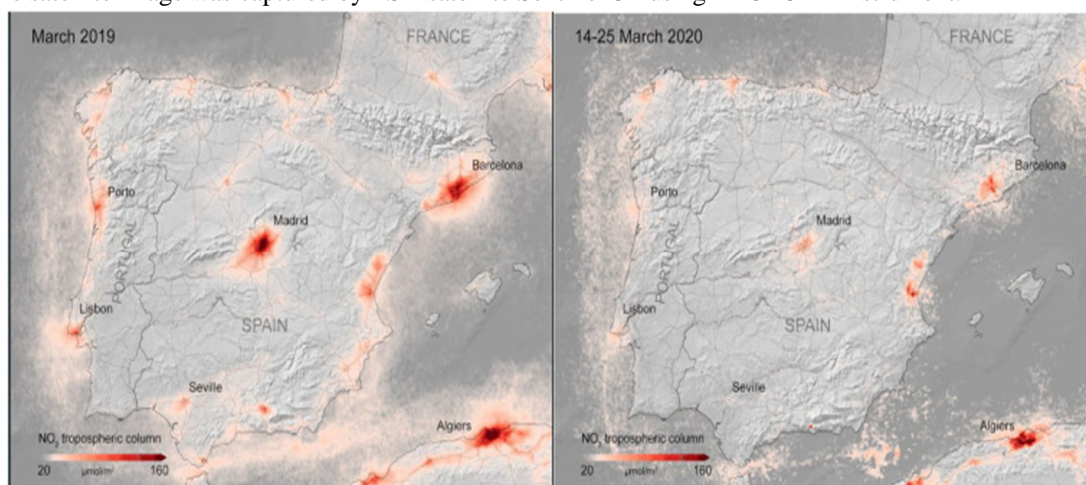 March 2019
FRANCE
Barcelona
Porto
Madrid
PORTUGAL
Lisbon
SPAIN
Seville
Algiers
NO₂ tropospheric column
20 µmol/m² 160
14-25 March 2020
FRANCE
Barcelona
Porto
Madrid
PORTUGAL
Lisbon
SPAIN
Seville
Algiers
NO₂ tropospheric column
20 µmol/m² 160